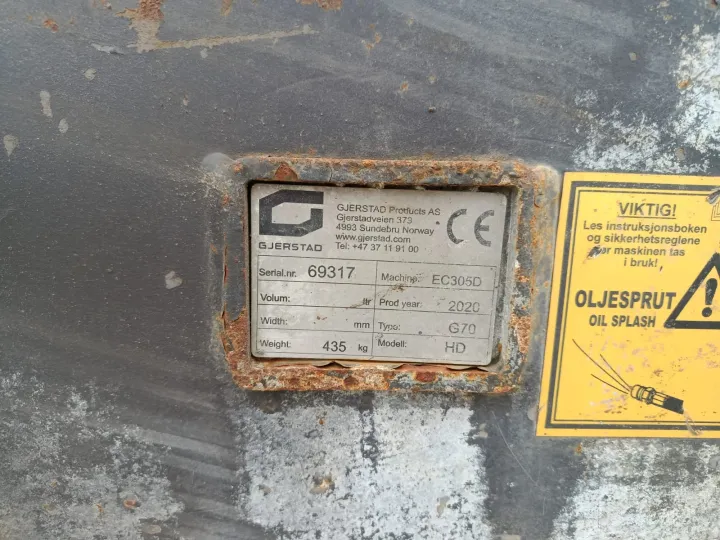 GJERSTAD
GJERSTAD Products AS
Gjerstadveien 373
4993 Sundebru Norway
www.gjerstad.com
Tel: +47 37 11 91 00
CE
Serial.nr. 69317 Machine: EC305D
Volum: ltr Prod year: 2020
Width: mm Type: G70
Weight: 435 kg Modell: HD
VIKTIG!
Les instruksjonsboken
og sikkerhetsreglene
før maskinen tas
i bruk!
OLJESPRUT
OIL SPLASH